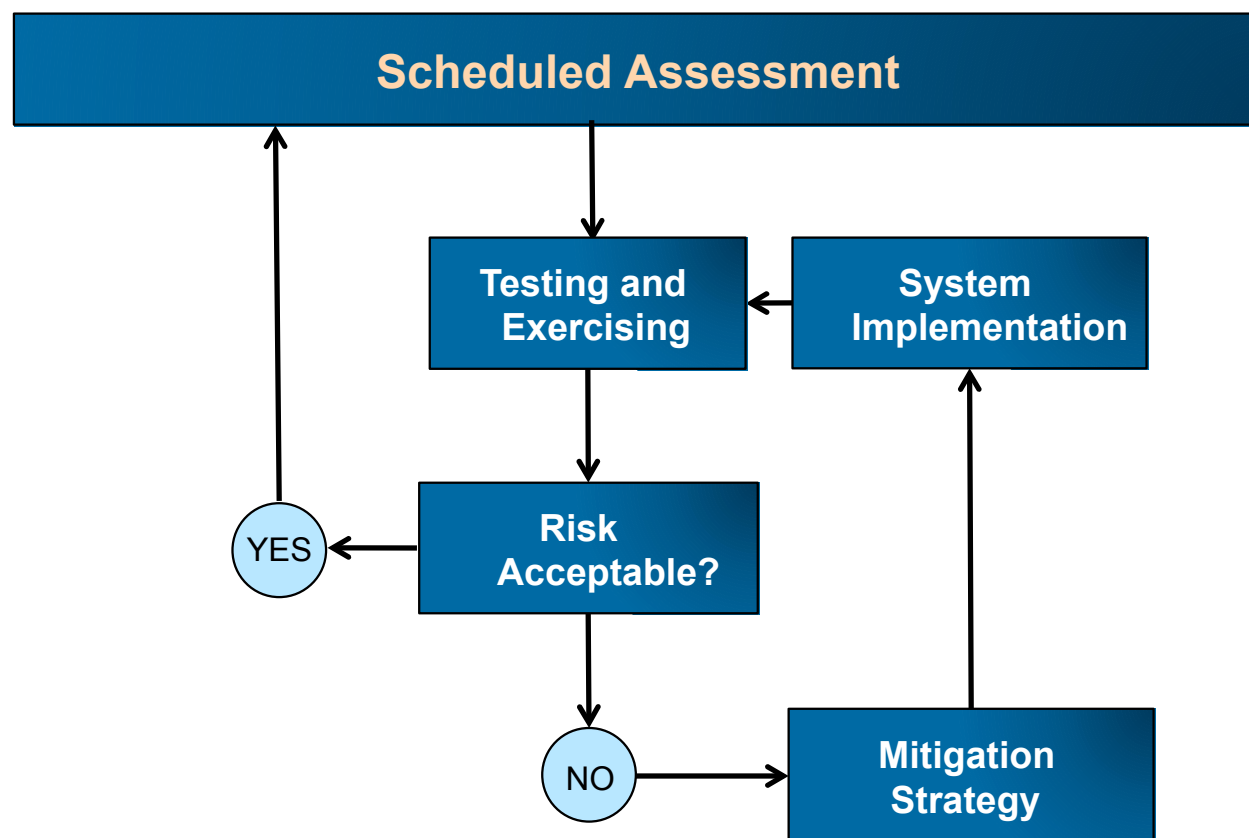 Scheduled Assessment
Testing and
Exercising
System
Implementation
Risk
Acceptable?
YES
NO
Mitigation
Strategy